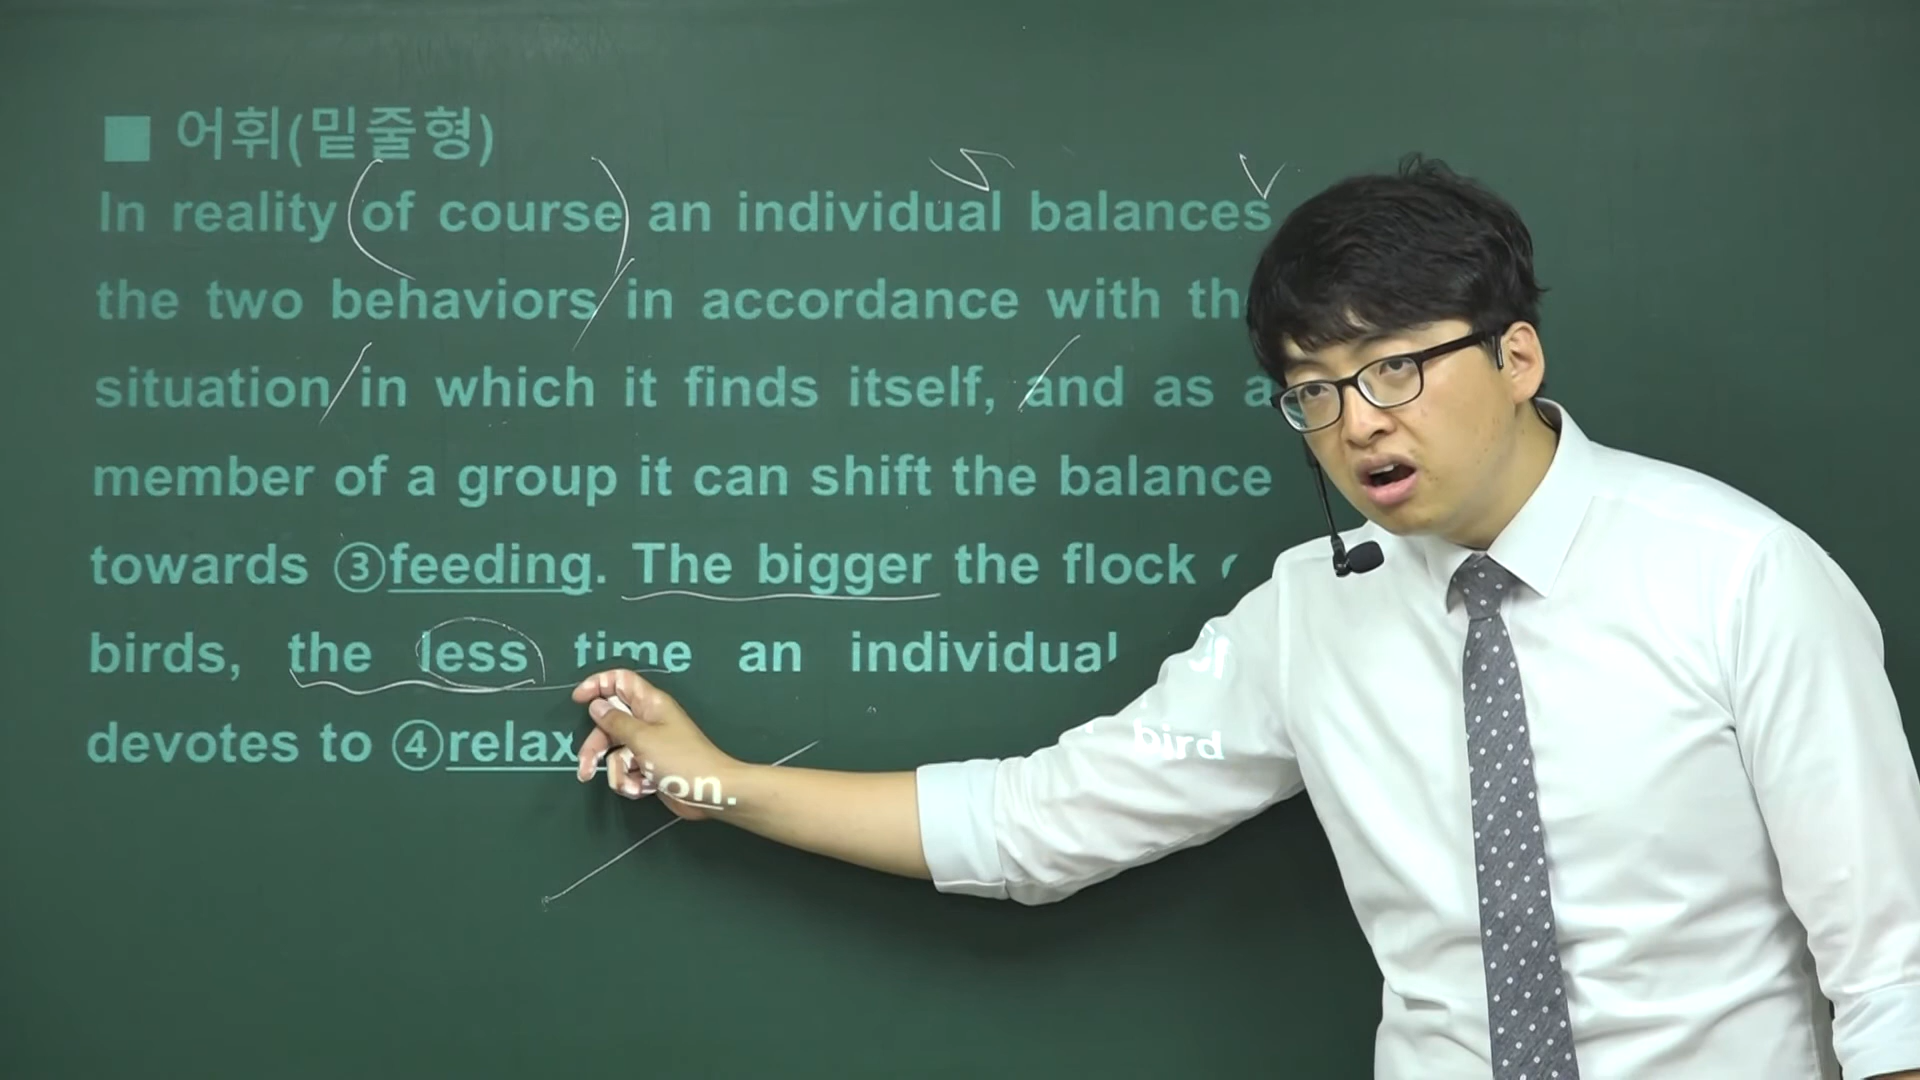 ■ 어휘(밑줄형)
In reality of course an individual balances
the two behaviors in accordance with
situation in which it finds itself, and as a
member of a group it can shift the balance
towards ③feeding. The bigger the flock
birds, the less time an individual bird
devotes to ④relaxation.